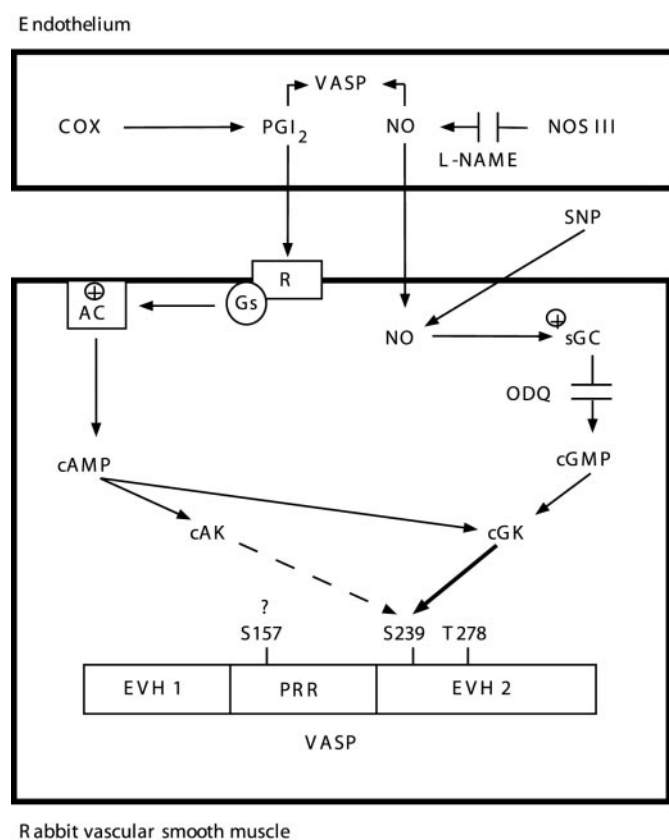 Endothelium
VASP
COX PGI2 NO NOS III
L-NAME
SNP
R
+
AC Gs
+
NO sGC
ODQ
cAMP cGMP
cAK cGK
?
S157 S239 T278
EVH 1 PRR EVH 2
VASP
Rabbit vascular smooth muscle